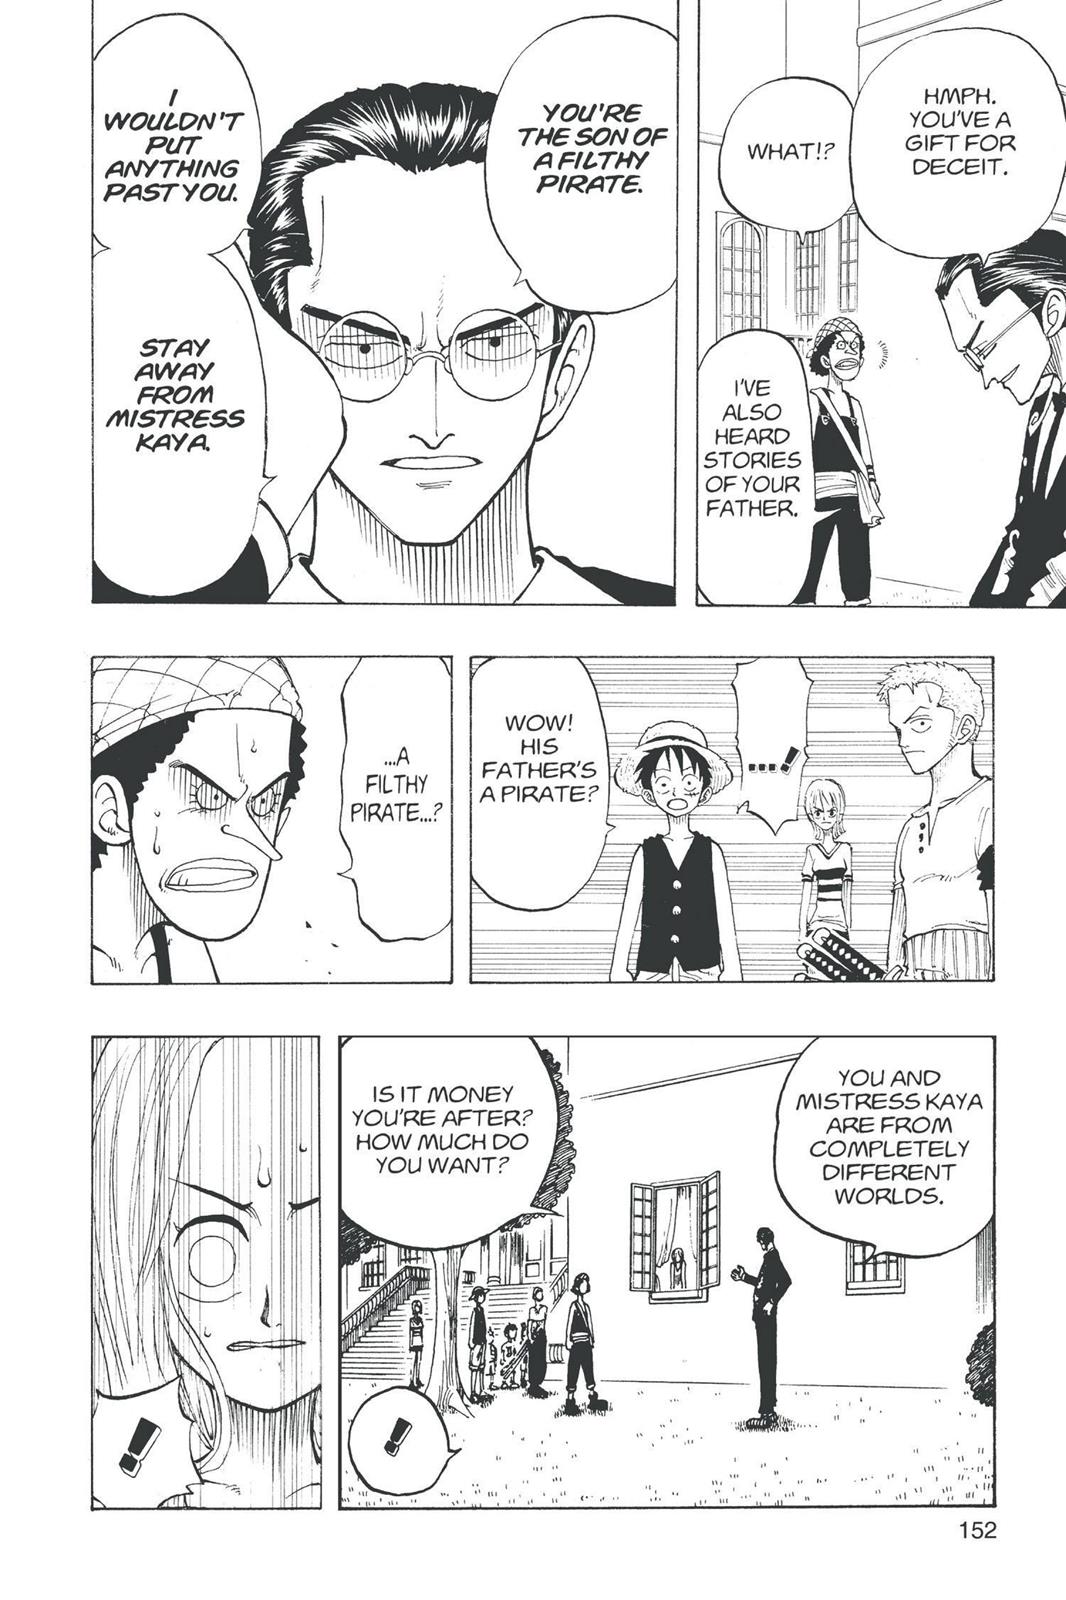 HMPH.
YOU'VE A
GIFT FOR
DECEIT.
WHAT!?
I'VE
ALSO
HEARD
STORIES
OF YOUR
FATHER.
YOU'RE
THE SON OF
A FILTHY
PIRATE.
I
WOULDN'T
PUT
ANYTHING
PAST YOU.
STAY
AWAY
FROM
MISTRESS
KAYA.
....!
WOW!
HIS
FATHER'S
A PIRATE?
...A
FILTHY
PIRATE...?
YOU AND
MISTRESS KAYA
ARE FROM
COMPLETELY
DIFFERENT
WORLDS.
IS IT MONEY
YOU'RE AFTER?
HOW MUCH DO
YOU WANT?
!
!
152